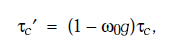 τc′ = (1 − ω0g)τc,